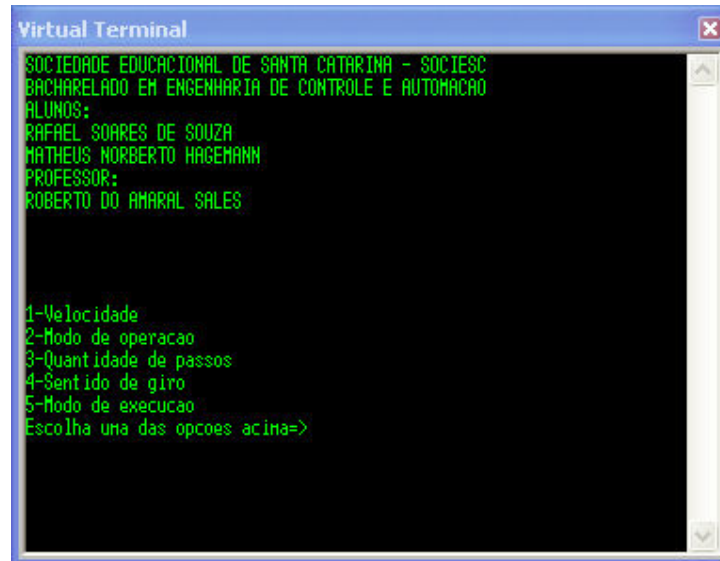 Virtual Terminal
SOCIEDADE EDUCACIONAL DE SANTA CATARINA - SOCIESC
BACHARELADO EM ENGENHARIA DE CONTROLE E AUTOMACAO
ALUNOS:
RAFAEL SOARES DE SOUZA
MATHEUS NORBERTO HAGEMANN
PROFESSOR:
ROBERTO DO AMARAL SALES
1-Velocidade
2-Modo de operacao
3-Quantidade de passos
4-Sentido de giro
5-Modo de execucao
Escolha uma das opcoes acima=>